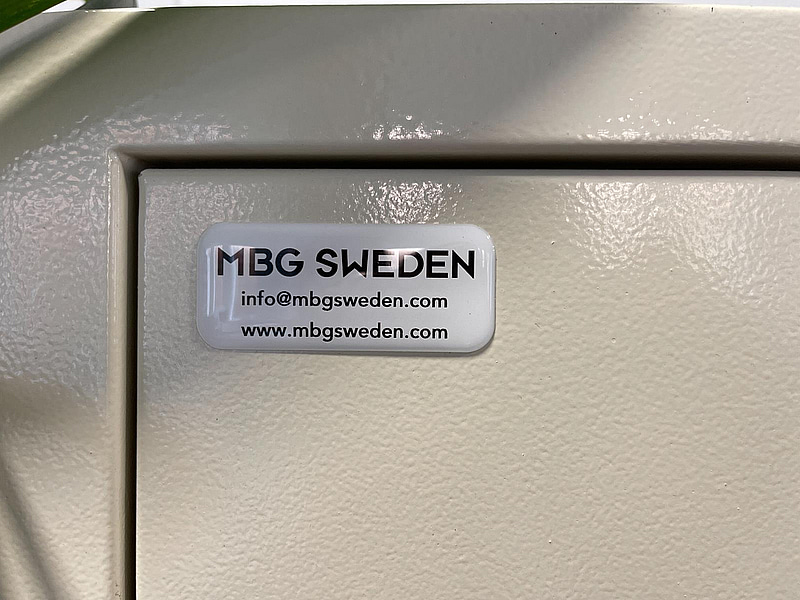 MBG SWEDEN
info@mbgsweden.com
www.mbgsweden.com